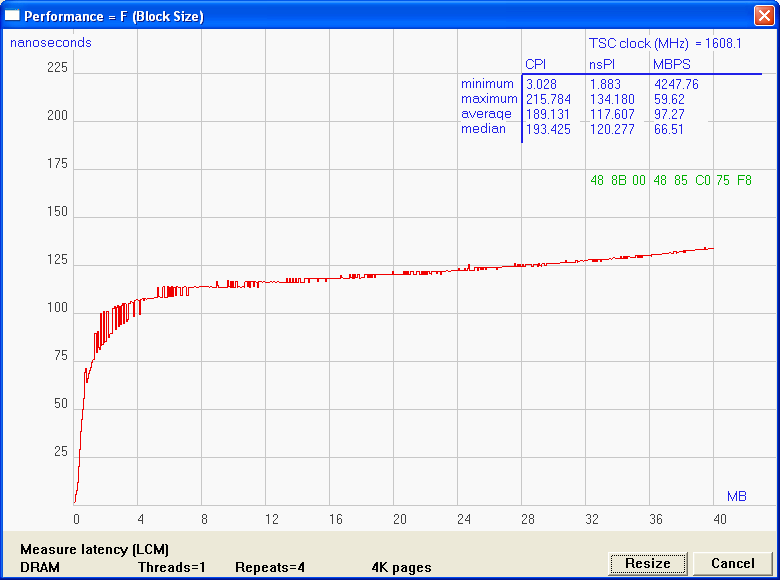 Performance = F (Block Size)
nanoseconds
TSC clock (MHz) = 1608.1
CPI nsPI MBPS
minimum 3.028 1.883 4247.76
maximum 215.784 134.180 59.62
average 189.131 117.607 97.27
median 193.425 120.277 66.51
48 8B 00 48 85 C0 75 F8
225
200
175
150
125
100
75
50
25
MB
0 4 8 12 16 20 24 28 32 36 40
Measure latency (LCM)
DRAM Threads=1 Repeats=4 4K pages
Resize Cancel